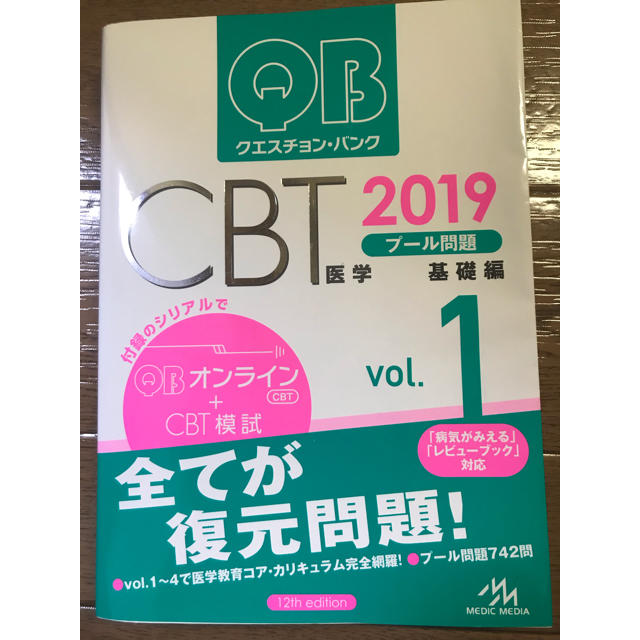 QB
クエスチョン・バンク
CBT 2019
プール問題
医学 基礎編
vol.1
付録のシリアルで
QBオンライン
CBT
+
CBT模試
「病気がみえる」
「レビューブック」
対応
全てが
復元問題!
●vol.1〜4で医学教育コア・カリキュラム完全網羅! ●プール問題742問
12th edition
MEDIC MEDIA